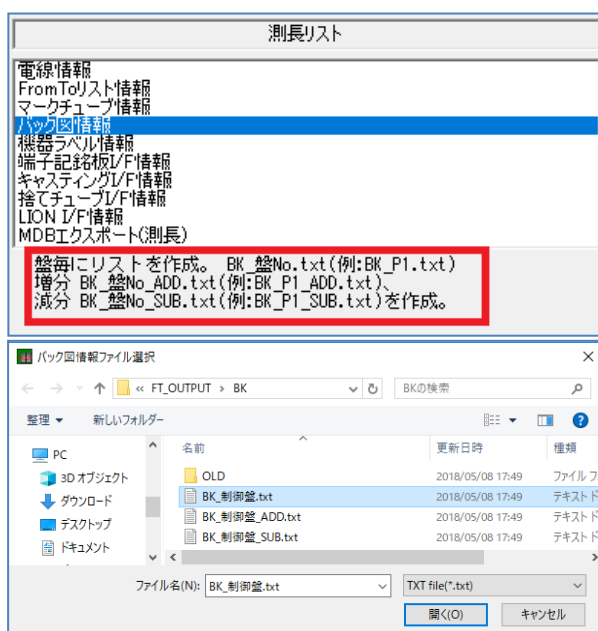 測長リスト
電線情報
FromToリスト情報
マークチューブ情報
バック図情報
機器ラベル情報
端子記銘板I/F情報
キャスティングI/F情報
捨てチューブI/F情報
LION I/F情報
MDBエクスポート(測長)
盤毎にリストを作成。 BK_盤No.txt(例:BK_P1.txt)
増分 BK_盤No_ADD.txt(例:BK_P1_ADD.txt)、
減分 BK_盤No_SUB.txt(例:BK_P1_SUB.txt)を作成。
バック図情報ファイル選択
« FT_OUTPUT › BK
BKの検索
整理 新しいフォルダー
名前 更新日時 種類
PC
3D オブジェクト
ダウンロード
デスクトップ
ドキュメント
OLD 2018/05/08 17:49 ファイル フ
BK_制御盤.txt 2018/05/08 17:49 テキスト ド
BK_制御盤_ADD.txt 2018/05/08 17:49 テキスト ド
BK_制御盤_SUB.txt 2018/05/08 17:49 テキスト ド
ファイル名(N): BK_制御盤.txt TXT file(*.txt)
開く(O) キャンセル